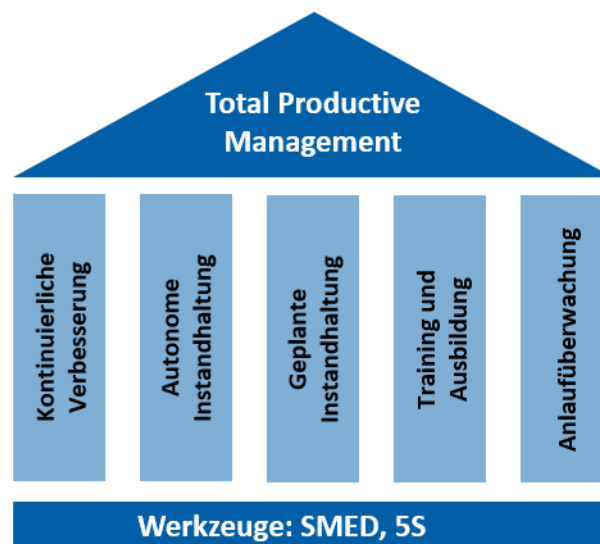 Total Productive
Management
Kontinuierliche
Verbesserung
Autonome
Instandhaltung
Geplante
Instandhaltung
Training und
Ausbildung
Anlaufüberwachung
Werkzeuge: SMED, 5S